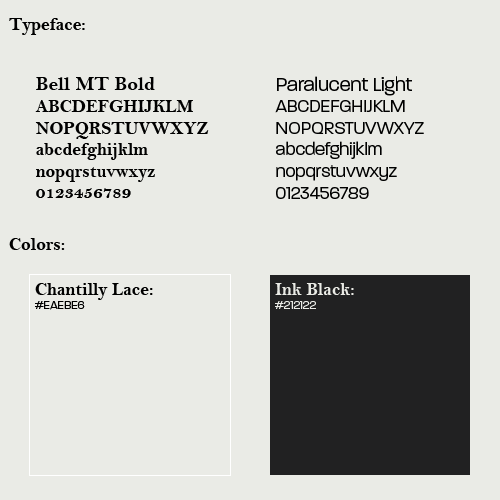 Typeface:
Bell MT Bold
ABCDEFGHIJKLM
NOPQRSTUVWXYZ
abcdefghijklm
nopqrstuvwxyz
0123456789
Paralucent Light
ABCDEFGHIJKLM
NOPQRSTUVWXYZ
abcdefghijklm
nopqrstuvwxyz
0123456789
Colors:
Chantilly Lace:
#EAEBE6
Ink Black:
#212122